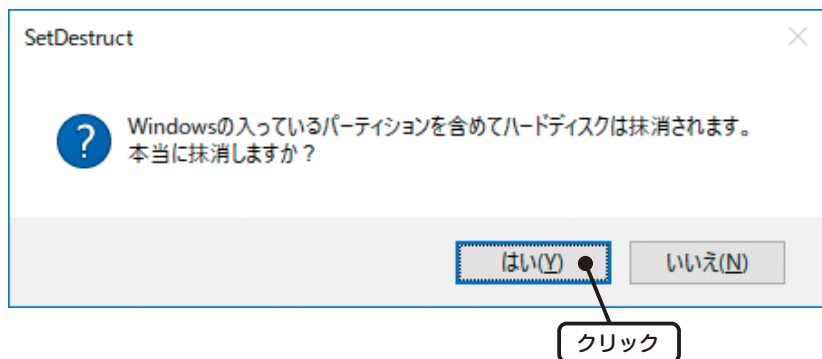 SetDestruct
Windowsの入っているパーティションを含めてハードディスクは抹消されます。
本当に抹消しますか？
はい(Y)
いいえ(N)
クリック